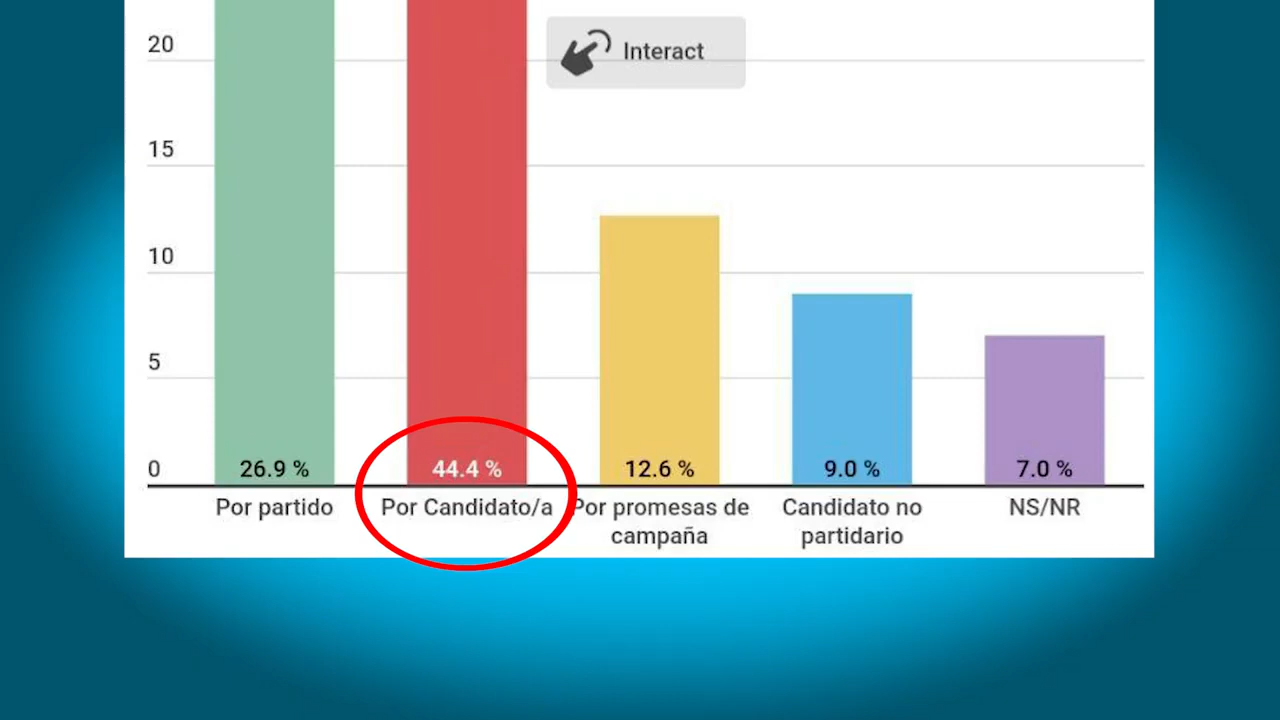 20
Interact
15
10
5
0
26.9 %
44.4 %
12.6 %
9.0 %
7.0 %
Por partido
Por Candidato/a
Por promesas de
campaña
Candidato no
partidario
NS/NR